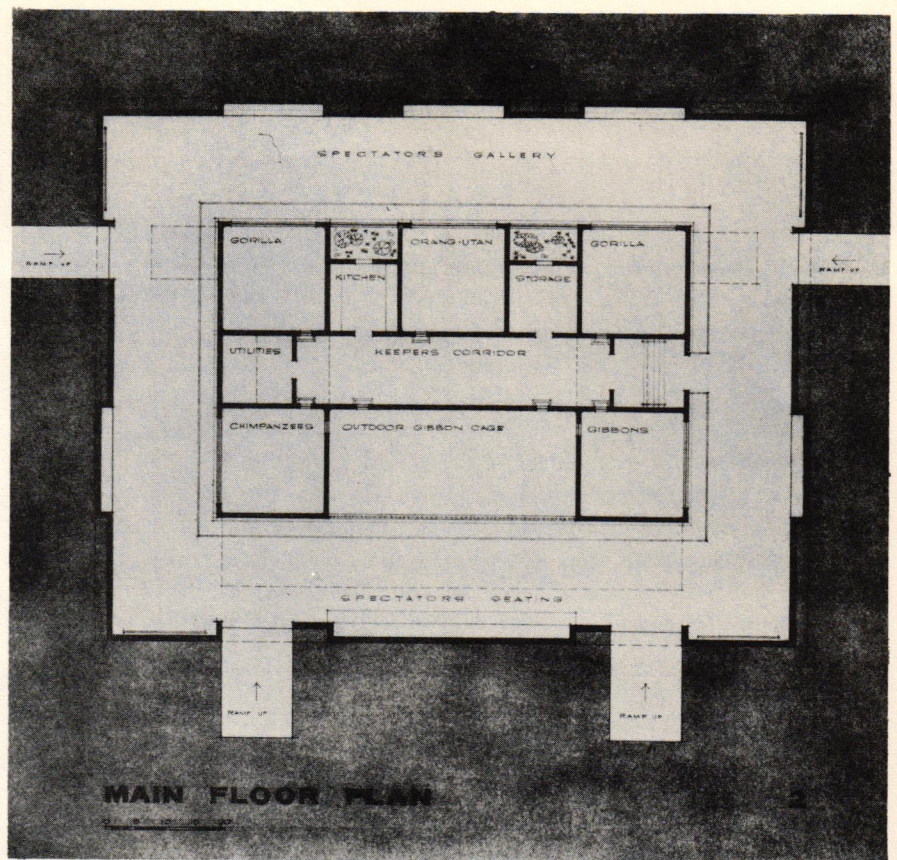 SPECTATORS GALLERY
GORILLA
ORANG-UTAN
GORILLA
KITCHEN
STORAGE
RAMP UP
RAMP UP
UTILITIES
KEEPERS CORRIDOR
CHIMPANZEES
OUTDOOR GIBBON CAGE
GIBBONS
SPECTATORS SEATING
RAMP UP
RAMP UP
MAIN FLOOR PLAN
2